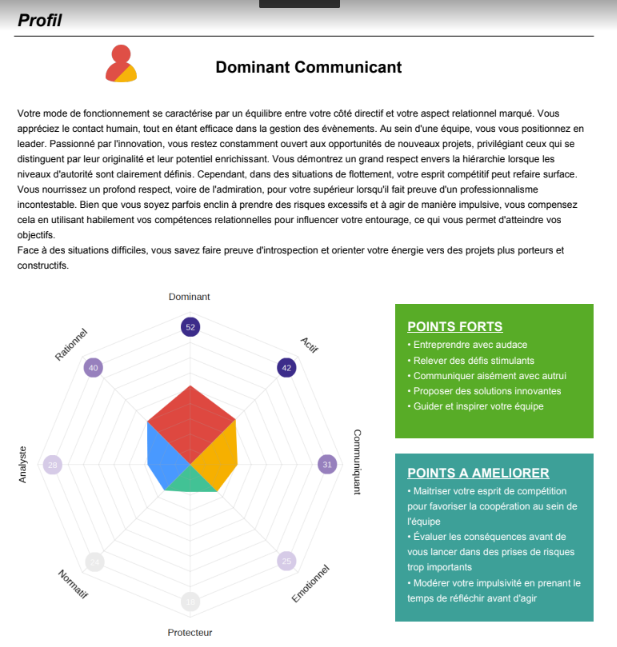 Profil
Dominant Communicant
Votre mode de fonctionnement se caractérise par un équilibre entre votre côté directif et votre aspect relationnel marqué. Vous
appréciez le contact humain, tout en étant efficace dans la gestion des évènements. Au sein d'une équipe, vous vous positionnez en
leader. Passionné par l'innovation, vous restez constamment ouvert aux opportunités de nouveaux projets, privilégiant ceux qui se
distinguent par leur originalité et leur potentiel enrichissant. Vous démontrez un grand respect envers la hiérarchie lorsque les
niveaux d'autorité sont clairement définis. Cependant, dans des situations de flottement, votre esprit compétitif peut refaire surface.
Vous nourrissez un profond respect, voire de l'admiration, pour votre supérieur lorsqu'il fait preuve d'un professionnalisme
incontestable. Bien que vous soyez parfois enclin à prendre des risques excessifs et à agir de manière impulsive, vous compensez
cela en utilisant habilement vos compétences relationnelles pour influencer votre entourage, ce qui vous permet d'atteindre vos
objectifs.
Face à des situations difficiles, vous savez faire preuve d'introspection et orienter votre énergie vers des projets plus porteurs et
constructifs.
Dominant
52
Actif
42
Communiquant
31
Emotionnel
25
Protecteur
Normatif
Analyste
28
Rationnel
40
POINTS FORTS
• Entreprendre avec audace
• Relever des défis stimulants
• Communiquer aisément avec autrui
• Proposer des solutions innovantes
• Guider et inspirer votre équipe
POINTS A AMELIORER
• Maitriser votre esprit de compétition
pour favoriser la coopération au sein de
l'équipe
• Évaluer les conséquences avant de
vous lancer dans des prises de risques
trop importants
• Modérer votre impulsivité en prenant le
temps de réfléchir avant d'agir